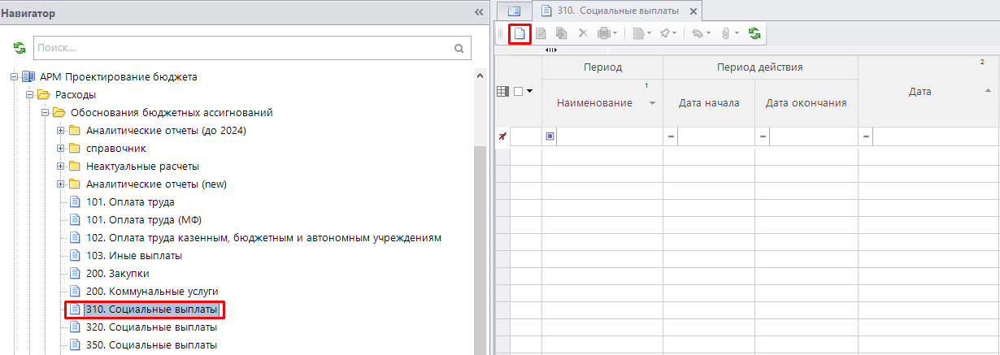 Навигатор
Поиск...
АРМ Проектирование бюджета
Расходы
Обоснования бюджетных ассигнований
Аналитические отчеты (до 2024)
справочник
Неактуальные расчеты
Аналитические отчеты (new)
101. Оплата труда
101. Оплата труда (МФ)
102. Оплата труда казенным, бюджетным и автономным учреждениям
103. Иные выплаты
200. Закупки
200. Коммунальные услуги
310. Социальные выплаты
320. Социальные выплаты
350. Социальные выплаты
310. Социальные выплаты
Период
Период действия
2
1
Наименование
Дата начала
Дата окончания
Дата